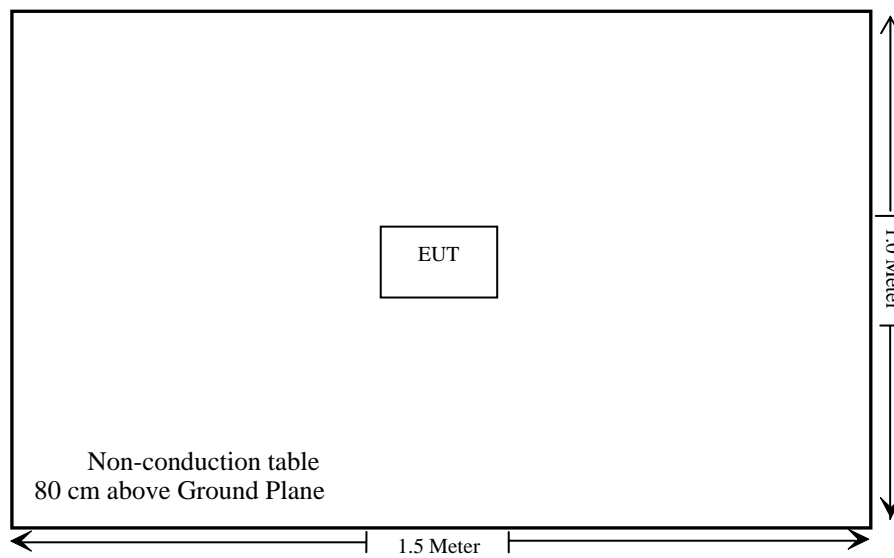 EUT
1.0 Meter
Non-conduction table
80 cm above Ground Plane
1.5 Meter